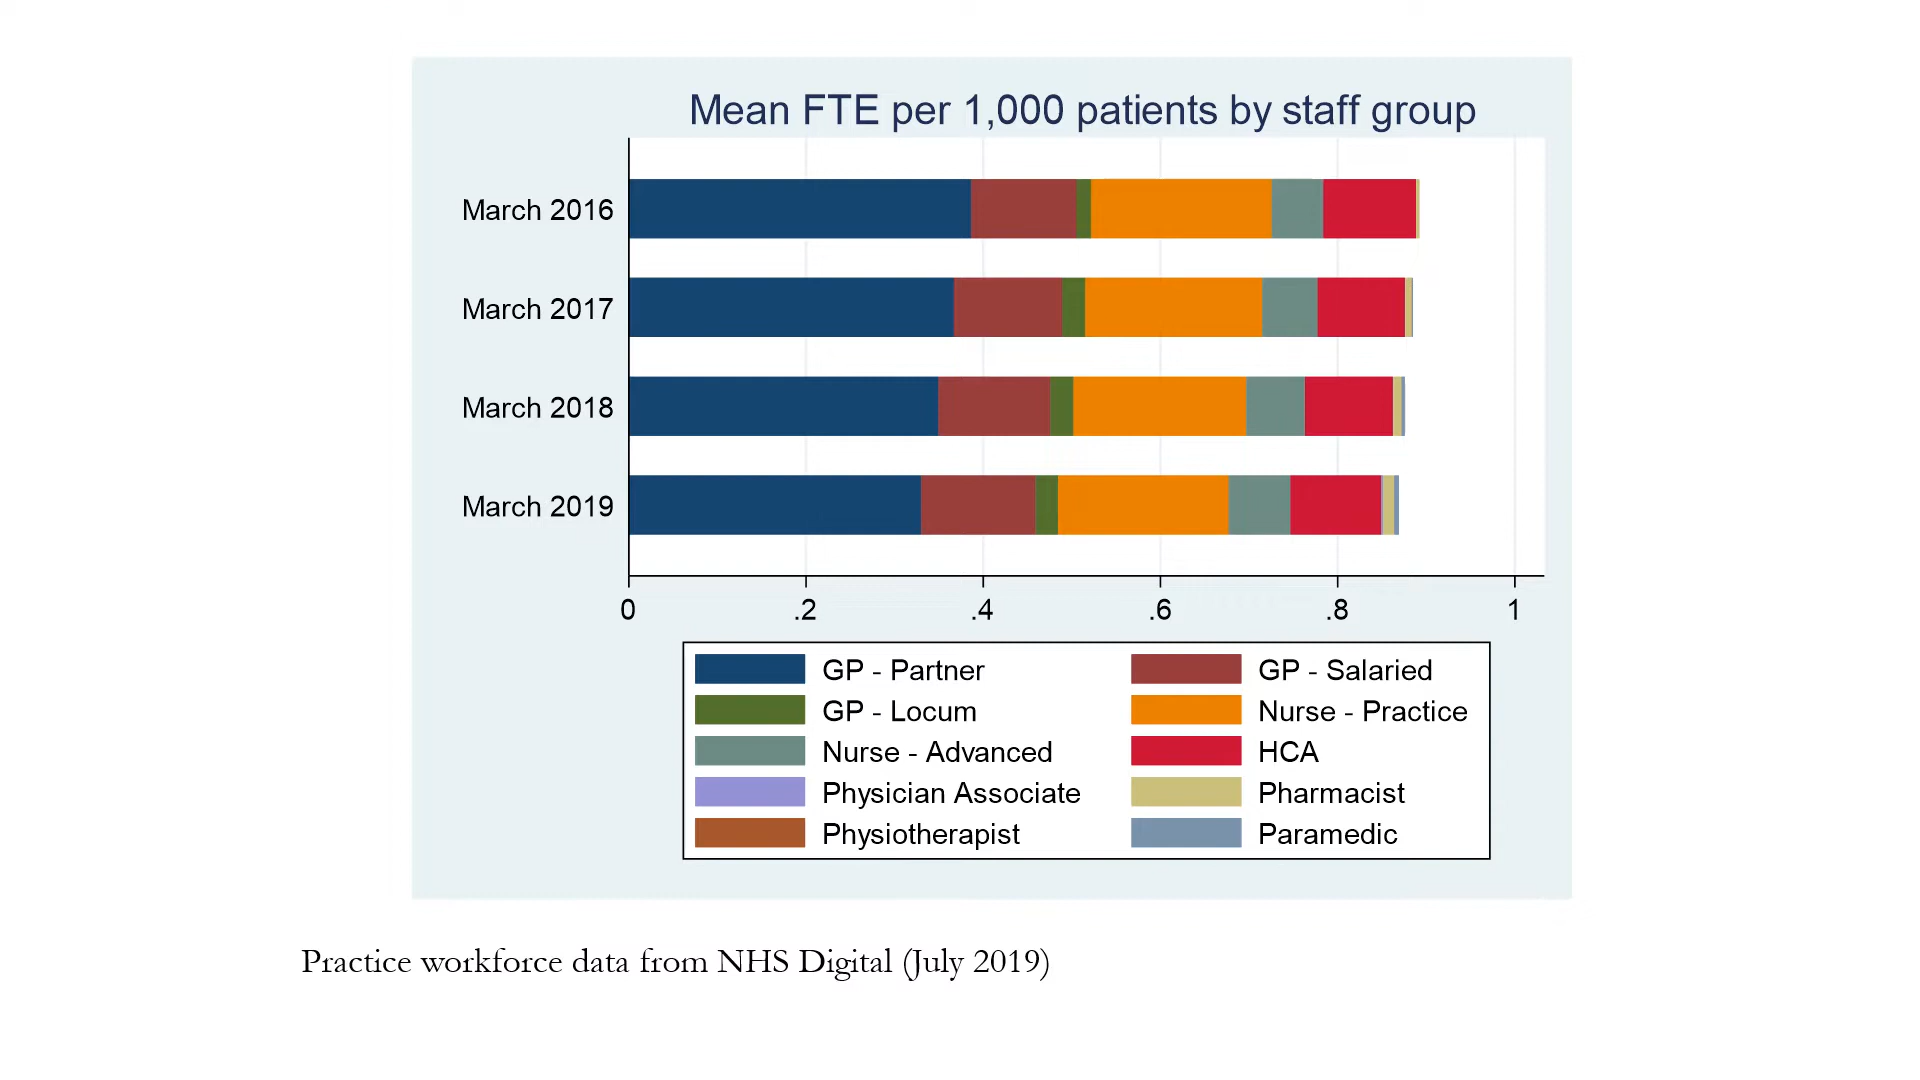 Mean FTE per 1,000 patients by staff group
March 2016
March 2017
March 2018
March 2019
0 .2 .4 .6 .8 1
GP - Partner GP - Salaried
GP - Locum Nurse - Practice
Nurse - Advanced HCA
Physician Associate Pharmacist
Physiotherapist Paramedic
Practice workforce data from NHS Digital (July 2019)